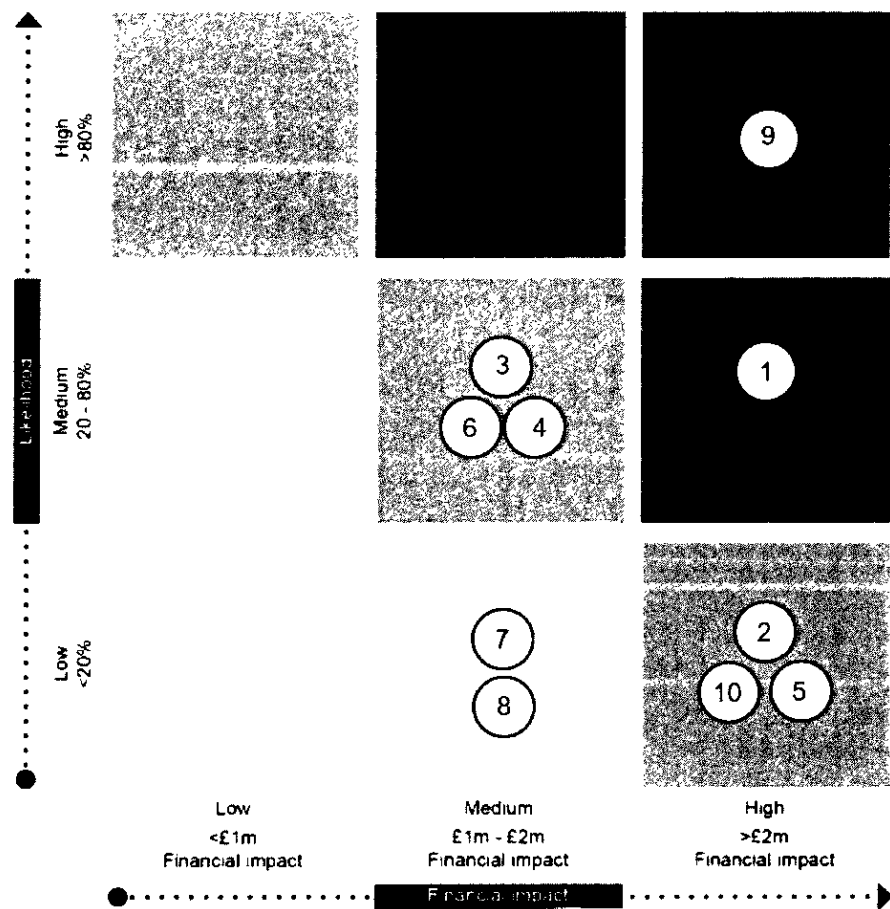 High
>80%
9
Likelihood
Medium
20 - 80%
3
1
6
4
Low
<20%
7
2
8
10
5
Low
Medium
High
<£1m
£1m - £2m
>£2m
Financial impact
Financial impact
Financial impact
Financial impact